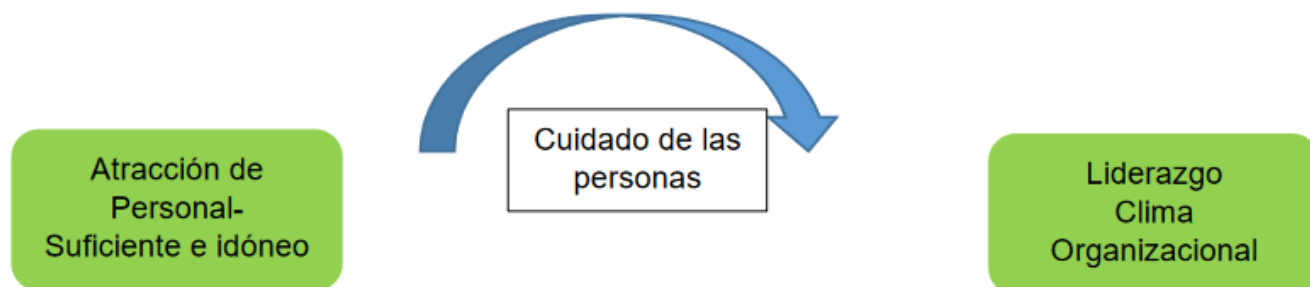 Cuidado de las
personas
Atracción de
Personal-
Suficiente e idóneo
Liderazgo
Clima
Organizacional